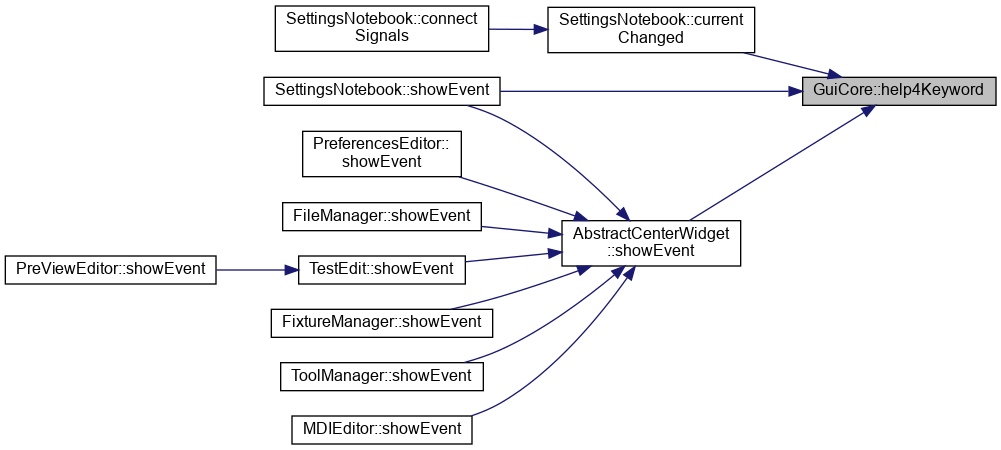 SettingsNotebook::connect
Signals
SettingsNotebook::current
Changed
GuiCore::help4Keyword
SettingsNotebook::showEvent
PreferencesEditor::
showEvent
FileManager::showEvent
AbstractCenterWidget
::showEvent
PreViewEditor::showEvent
TestEdit::showEvent
FixtureManager::showEvent
ToolManager::showEvent
MDIEditor::showEvent